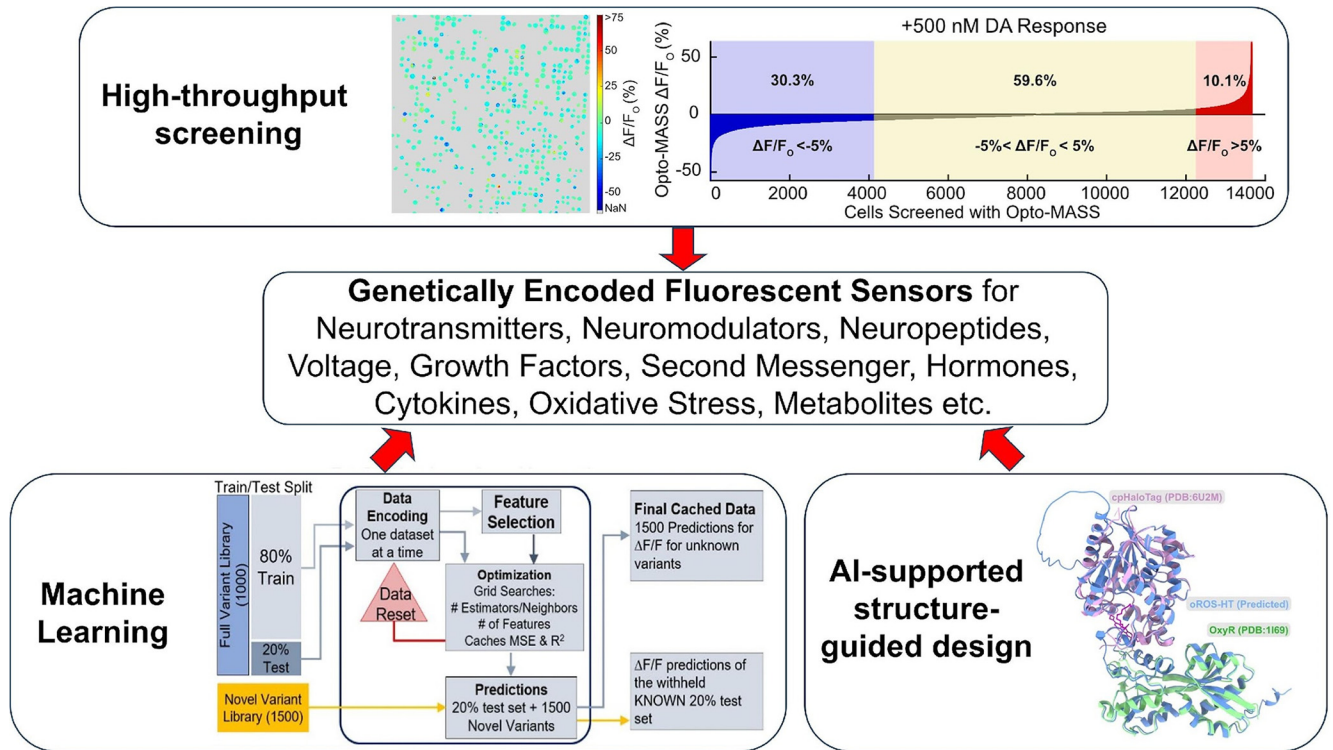 High-throughput
screening
>75
50
25
0
-25
-50
NaN
ΔF/F₀ (%)
+500 nM DA Response
Opto-MASS ΔF/F₀ (%)
50
0
-50
30.3%
59.6%
10.1%
ΔF/F₀ <-5%
-5%< ΔF/F₀ < 5%
ΔF/F₀ >5%
0
2000
4000
6000
8000
10000
12000
14000
Cells Screened with Opto-MASS
Genetically Encoded Fluorescent Sensors for
Neurotransmitters, Neuromodulators, Neuropeptides,
Voltage, Growth Factors, Second Messenger, Hormones,
Cytokines, Oxidative Stress, Metabolites etc.
Machine
Learning
Train/Test Split
Full Variant Library
(1000)
80%
Train
20%
Test
Novel Variant
Library (1500)
Data
Encoding
One dataset
at a time
Feature
Selection
Data
Reset
Optimization
Grid Searches:
# Estimators/Neighbors
# of Features
Caches MSE & R²
Predictions
20% test set + 1500
Novel Variants
Final Cached Data
1500 Predictions for
ΔF/F for unknown
variants
ΔF/F predictions of
the withheld
KNOWN 20% test
set
AI-supported
structure-
guided design
cpHaloTag (PDB:6U2M)
oROS-HT (Predicted)
OxyR (PDB:1I69)